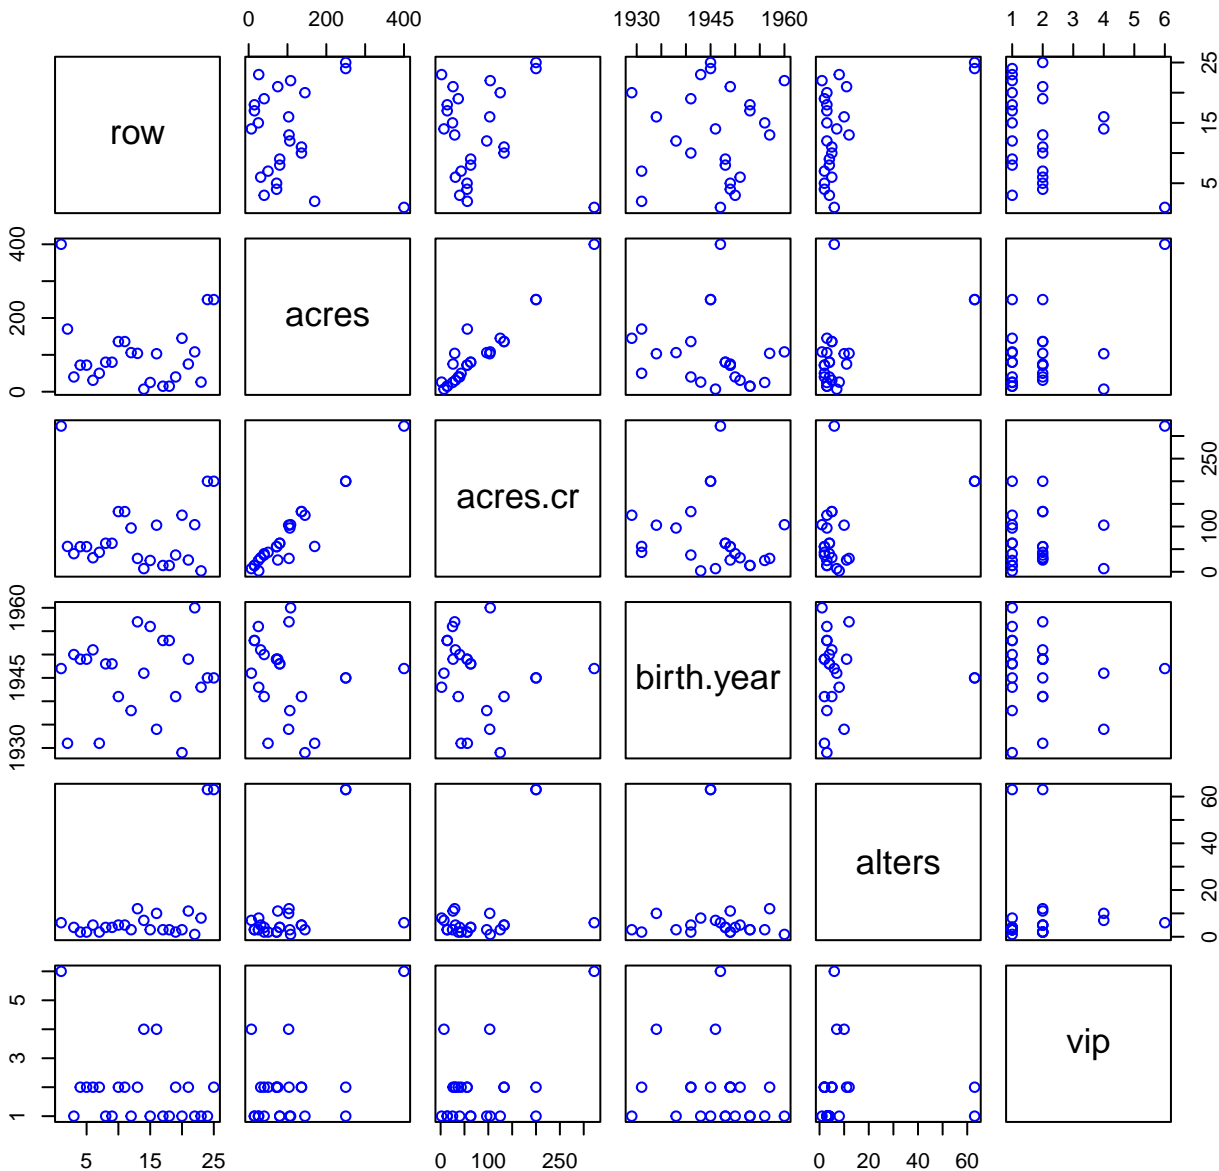 0 200 400 1930 1945 1960 1 2 3 4 5 6
row 5 15 25
0 200 400 acres
acres.cr 0 100 250
1930 1945 1960 birth.year
alters 0 20 40 60
1 3 5 vip
5 15 25 0 100 250 0 20 40 60